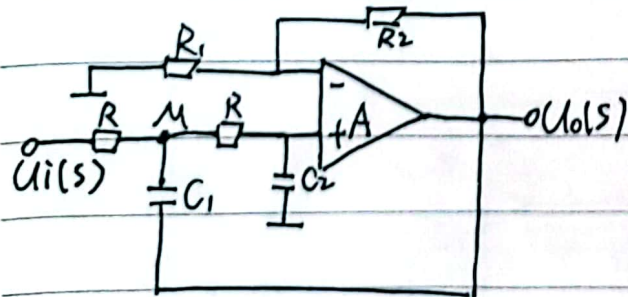 R1
R2
R M R
Ui(s)
- + A
Uo(s)
C1
C2